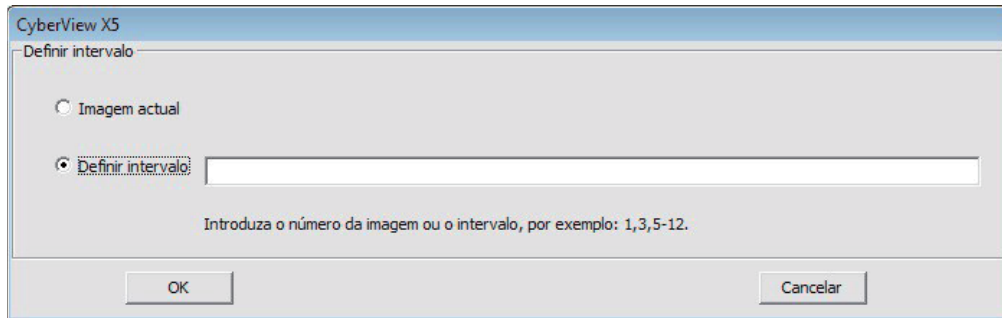 CyberView X5
Definir intervalo
Imagem actual
Definir intervalo
Introduza o número da imagem ou o intervalo, por exemplo: 1,3,5-12.
OK
Cancelar